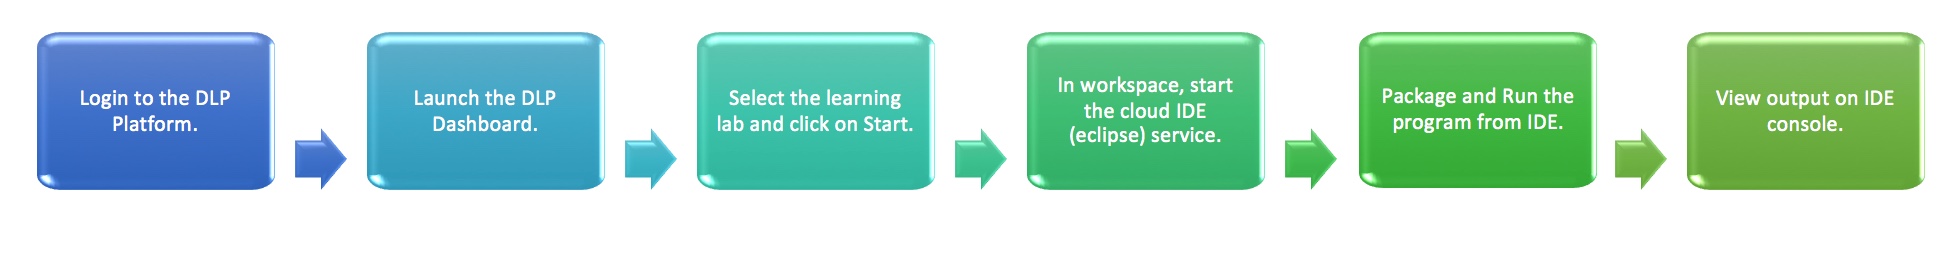 Login to the DLP
Platform.
Launch the DLP
Dashboard.
Select the learning
lab and click on Start.
In workspace, start
the cloud IDE
(eclipse) service.
Package and Run the
program from IDE.
View output on IDE
console.